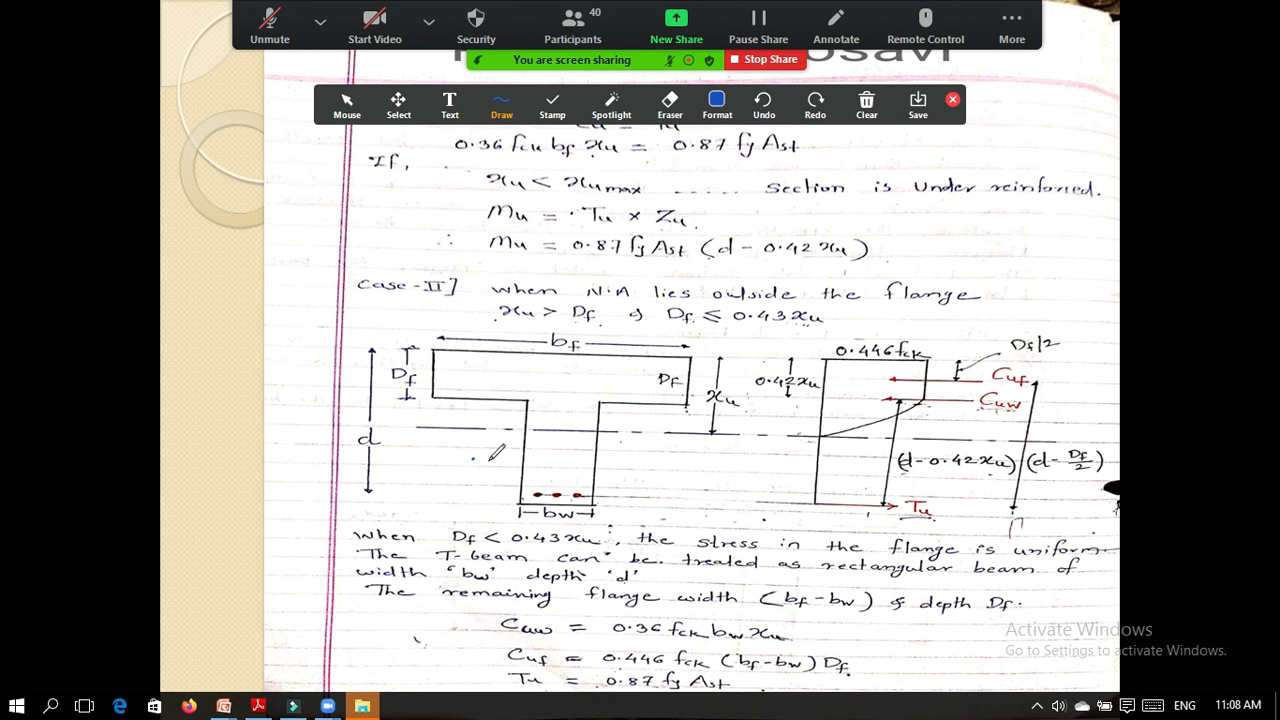 Unmute
Start Video
Security
40
Participants
New Share
Pause Share
Annotate
Remote Control
More
You are screen sharing
Stop Share
Mouse
Select
Text
Draw
Stamp
Spotlight
Eraser
Format
Undo
Redo
Clear
Save
0.36 fck bf xu = 0.87 fy Ast
If,
xu < xumax ..... section is under reinforced.
Mu = Tu × Zu.
∴ Mu = 0.87 fy Ast (d - 0.42 xu)
Case-II] when N.A lies outside the flange
xu > Df & Df ≤ 0.43 xu
bf
Df
d
Df
xu
bw
0.42xu
0.446 fck
Df/2
Cuf
Cuw
(d-0.42xu)
(d- Df/2)
Tu
when Df < 0.43 xu, the stress in the flange is uniform
The T-beam can be treated as rectangular beam of
width 'bw' depth 'd'
The remaining flange width (bf-bw) & depth Df.
Cuw = 0.36 fck bw xu
Cuf = 0.446 fck (bf-bw) Df.
Tu = 0.87 fy Ast
Activate Windows
Go to Settings to activate Windows.
ENG
11:08 AM